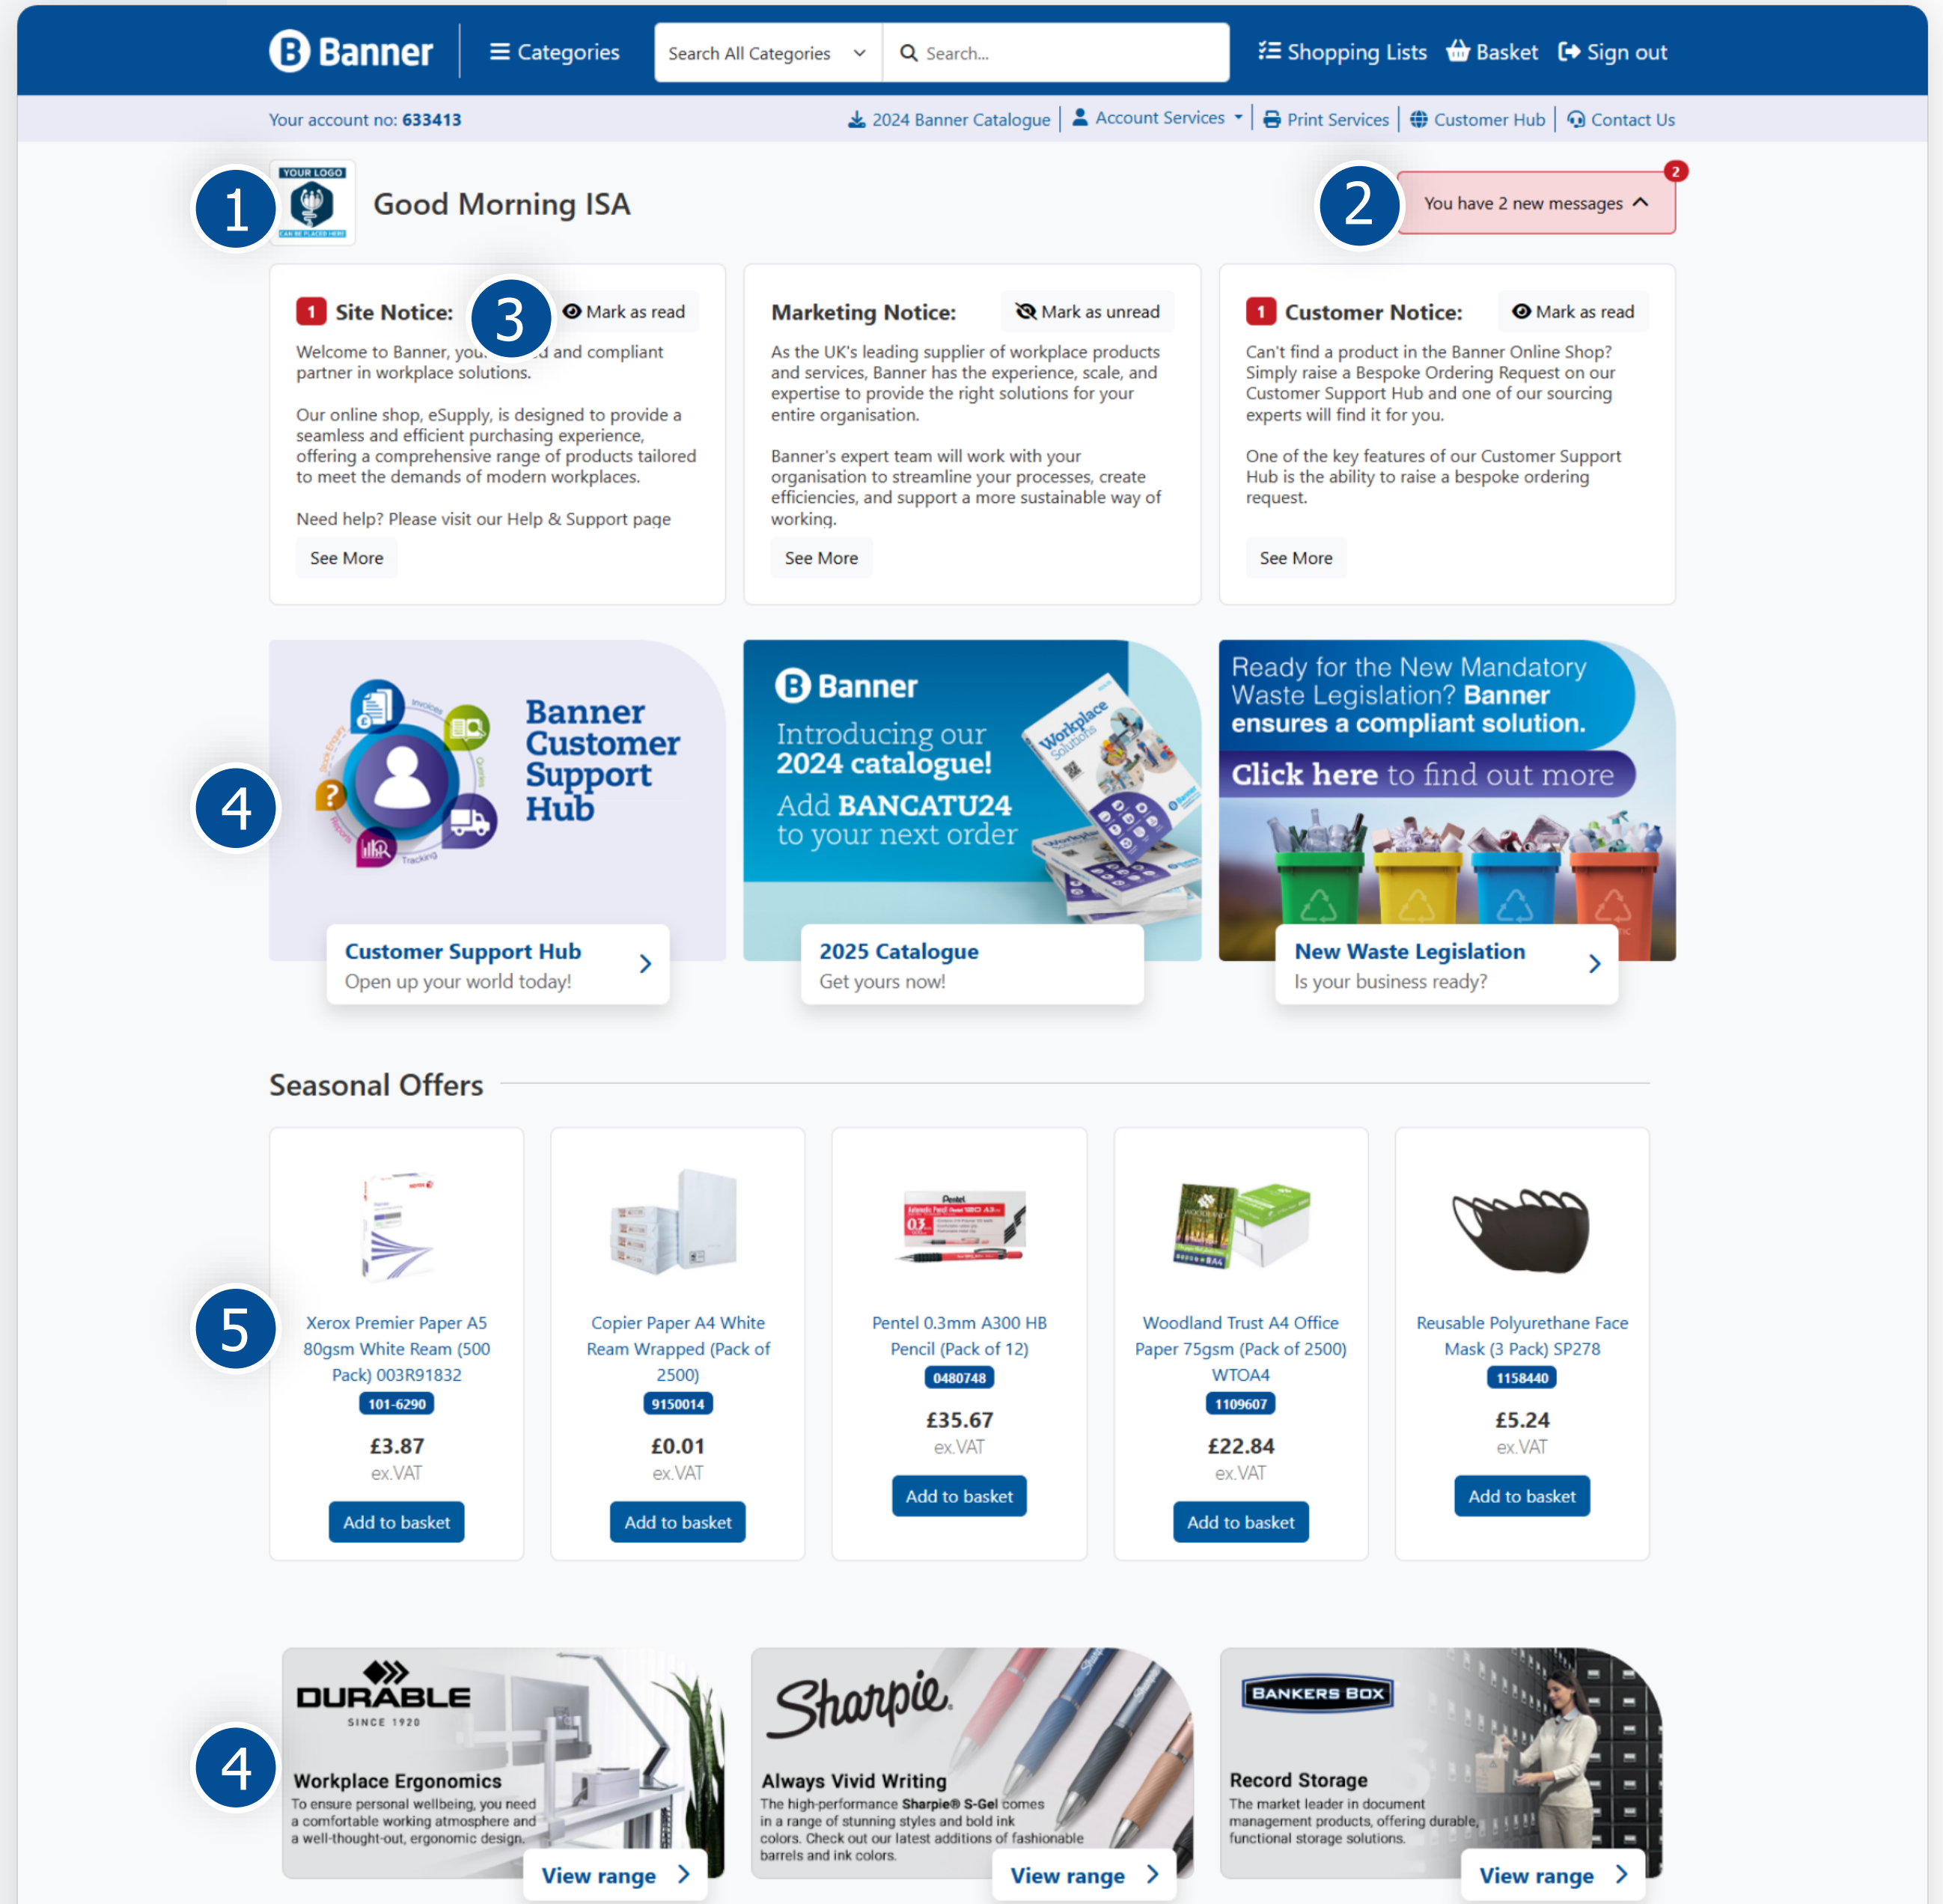 B Banner
Categories
Search All Categories
Search...
Shopping Lists
Basket
Sign out
Your account no: 633413
2024 Banner Catalogue
Account Services
Print Services
Customer Hub
Contact Us
1
YOUR LOGO
CAN BE PLACED HERE
Good Morning ISA
2
You have 2 new messages
2
1 Site Notice:
3
Mark as read
Welcome to Banner, and compliant
partner in workplace solutions.
Our online shop, eSupply, is designed to provide a
seamless and efficient purchasing experience,
offering a comprehensive range of products tailored
to meet the demands of modern workplaces.
Need help? Please visit our Help & Support page
See More
Marketing Notice:
Mark as unread
As the UK's leading supplier of workplace products
and services, Banner has the experience, scale, and
expertise to provide the right solutions for your
entire organisation.
Banner's expert team will work with your
organisation to streamline your processes, create
efficiencies, and support a more sustainable way of
working.
See More
1 Customer Notice:
Mark as read
Can't find a product in the Banner Online Shop?
Simply raise a Bespoke Ordering Request on our
Customer Support Hub and one of our sourcing
experts will find it for you.
One of the key features of our Customer Support
Hub is the ability to raise a bespoke ordering
request.
See More
4
Invoices
Stock Enquiry
Queries
Reports
Tracking
Banner
Customer
Support
Hub
Customer Support Hub
Open up your world today!
B Banner
Introducing our
2024 catalogue!
Add BANCATU24
to your next order
Workplace
Solutions
2025 Catalogue
Get yours now!
Ready for the New Mandatory
Waste Legislation? Banner
ensures a compliant solution.
Click here to find out more
New Waste Legislation
Is your business ready?
Seasonal Offers
5
Xerox Premier Paper A5
80gsm White Ream (500
Pack) 003R91832
101-6290
£3.87
ex.VAT
Add to basket
Copier Paper A4 White
Ream Wrapped (Pack of
2500)
9150014
£0.01
ex.VAT
Add to basket
Pentel
0.3
Pentel 0.3mm A300 HB
Pencil (Pack of 12)
0480748
£35.67
ex.VAT
Add to basket
WOODLAND
A4
Woodland Trust A4 Office
Paper 75gsm (Pack of 2500)
WTOA4
1109607
£22.84
ex.VAT
Add to basket
Reusable Polyurethane Face
Mask (3 Pack) SP278
1158440
£5.24
ex.VAT
Add to basket
4
DURABLE
SINCE 1920
Workplace Ergonomics
To ensure personal wellbeing, you need
a comfortable working atmosphere and
a well-thought-out, ergonomic design.
View range
Sharpie®
Always Vivid Writing
The high-performance Sharpie® S-Gel comes
in a range of stunning styles and bold ink
colors. Check out our latest additions of fashionable
barrels and ink colors.
View range
BANKERS BOX
Record Storage
The market leader in document
management products, offering durable,
functional storage solutions.
View range